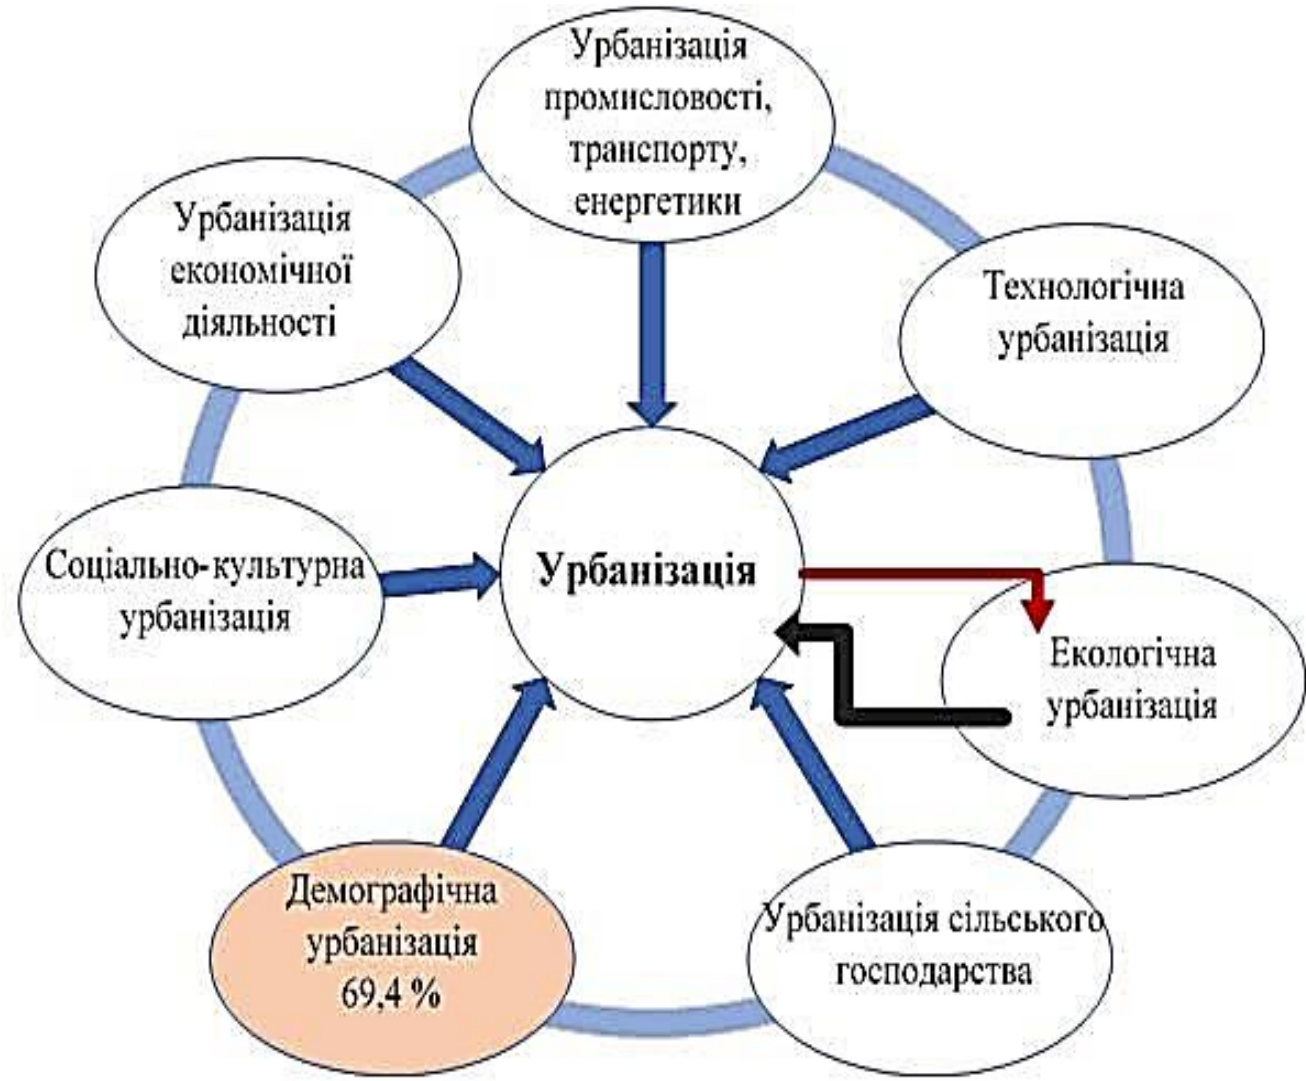 Урбанізація
промисловості,
транспорту,
енергетики
Урбанізація
економічної
діяльності
Технологічна
урбанізація
Соціально-культурна
урбанізація
Урбанізація
Екологічна
урбанізація
Демографічна
урбанізація
69,4 %
Урбанізація сільського
господарства